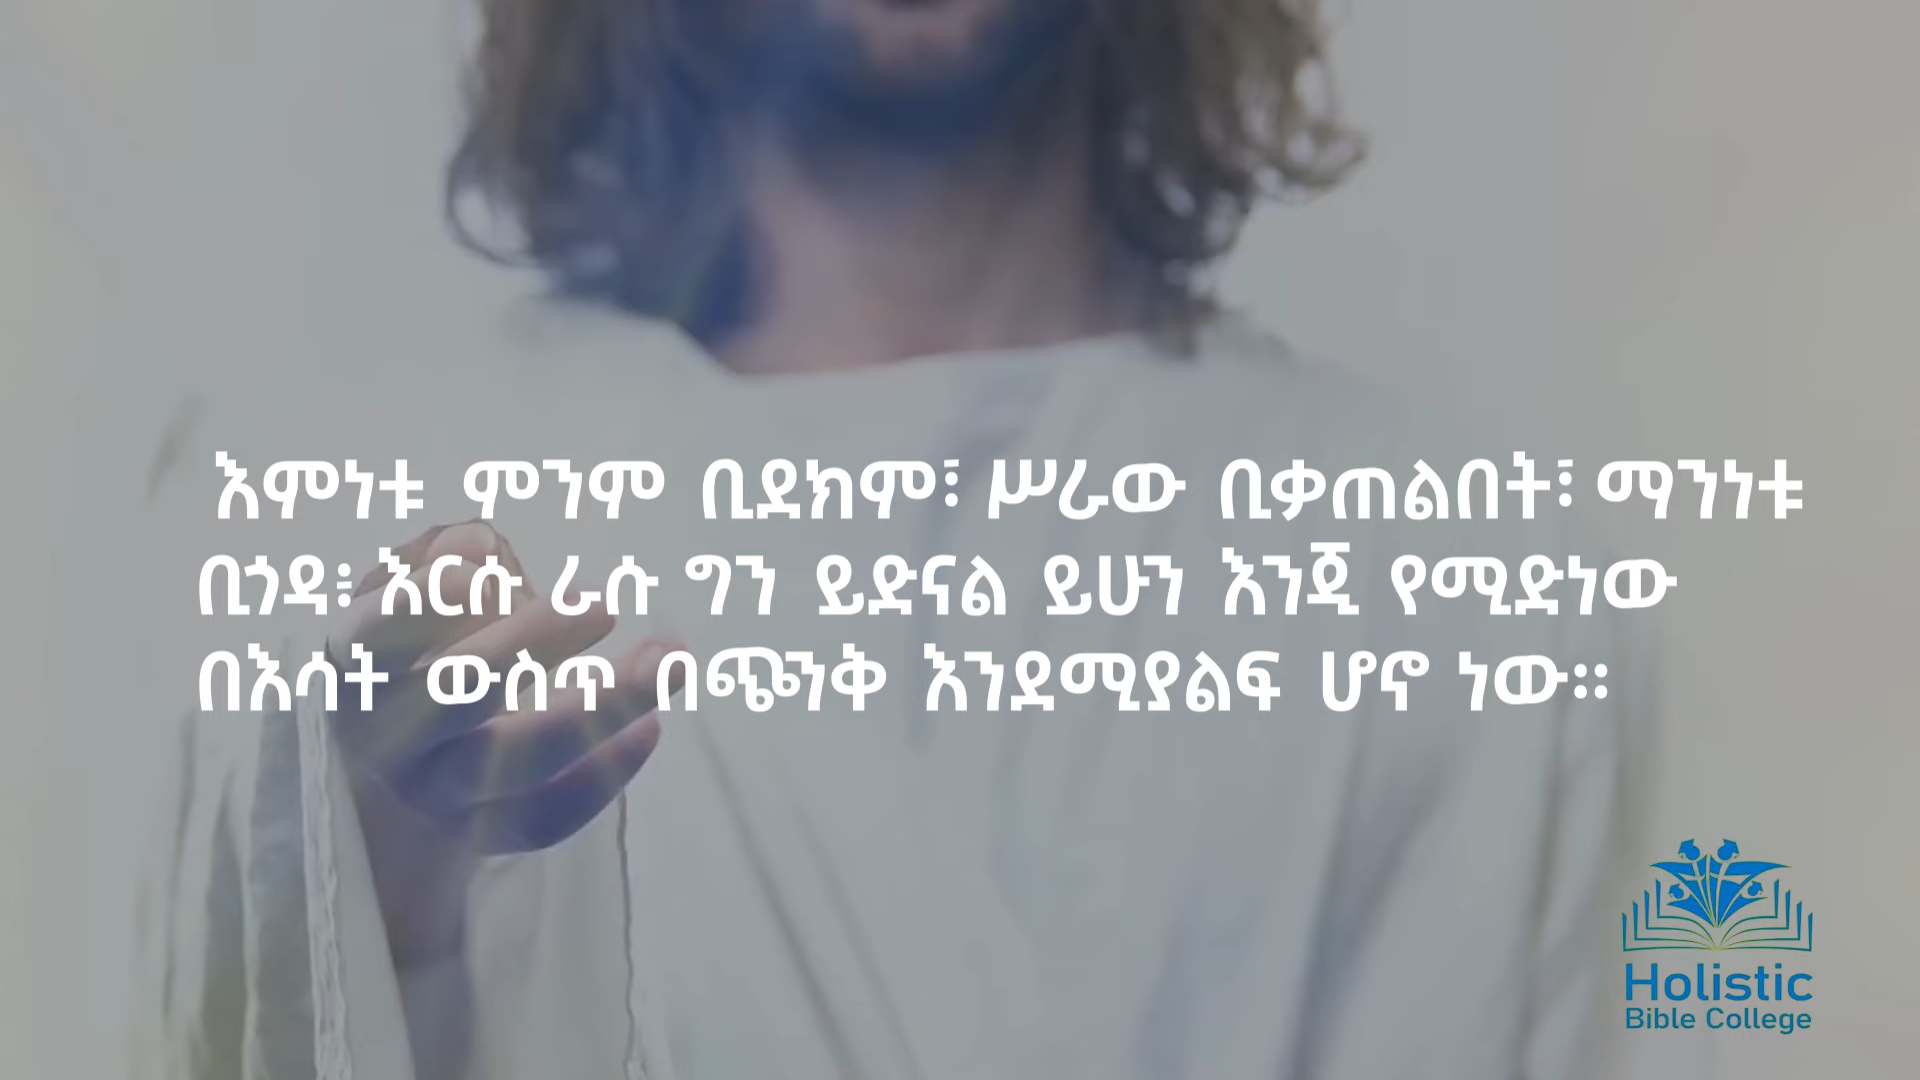 እምነቱ ምንም ቢደክም፣ ሥራው ቢቃጠልበት፣ ማንነቱ
ቢጎዳ፥ እርሱ ራሱ ግን ይድናል ይሁን እንጂ የሚድነው
በእሳት ውስጥ በጭንቅ እንደሚያልፍ ሆኖ ነው።
Holistic
Bible College